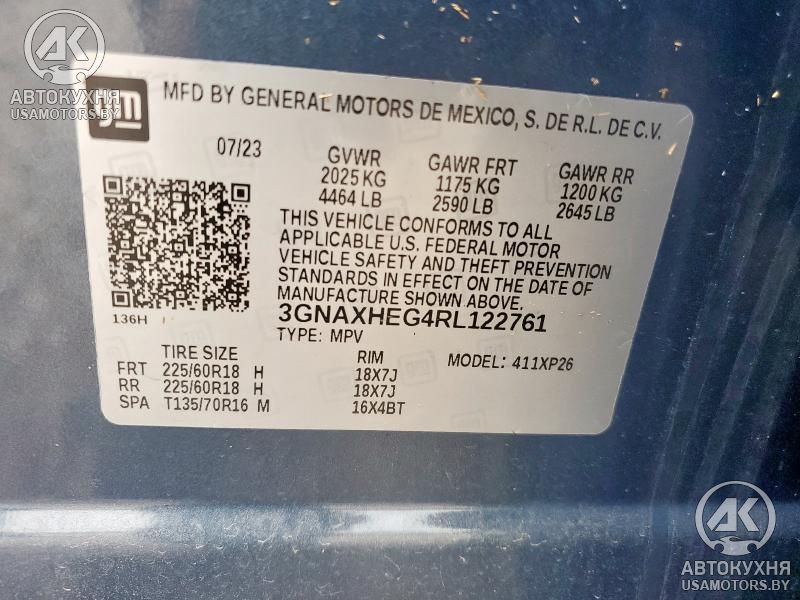 АК
АВТОКУХНЯ
USAMOTORS.BY
gm
MFD BY GENERAL MOTORS DE MEXICO, S. DE R.L. DE C.V.
07/23 GVWR GAWR FRT GAWR RR
2025 KG 1175 KG 1200 KG
4464 LB 2590 LB 2645 LB
THIS VEHICLE CONFORMS TO ALL
APPLICABLE U.S. FEDERAL MOTOR
VEHICLE SAFETY AND THEFT PREVENTION
STANDARDS IN EFFECT ON THE DATE OF
MANUFACTURE SHOWN ABOVE.
136H 3GNAXHEG4RL122761
TYPE: MPV
TIRE SIZE RIM MODEL: 411XP26
FRT 225/60R18 H 18X7J
RR 225/60R18 H 18X7J
SPA T135/70R16 M 16X4BT
АК
АВТОКУХНЯ
USAMOTORS.BY